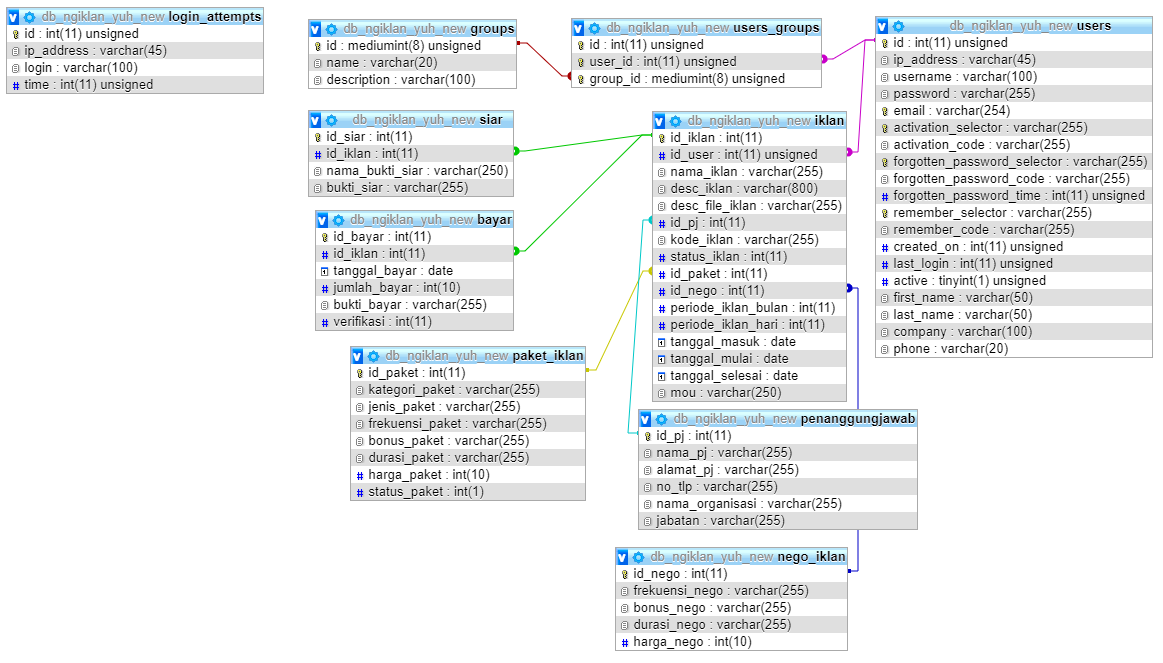 db_ngiklan_yuh_new login_attempts
id : int(11) unsigned
ip_address : varchar(45)
login : varchar(100)
time : int(11) unsigned
db_ngiklan_yuh_new groups
id : mediumint(8) unsigned
name : varchar(20)
description : varchar(100)
db_ngiklan_yuh_new users_groups
id : int(11) unsigned
user_id : int(11) unsigned
group_id : mediumint(8) unsigned
db_ngiklan_yuh_new users
id : int(11) unsigned
ip_address : varchar(45)
username : varchar(100)
password : varchar(255)
email : varchar(254)
activation_selector : varchar(255)
activation_code : varchar(255)
forgotten_password_selector : varchar(255)
forgotten_password_code : varchar(255)
forgotten_password_time : int(11) unsigned
remember_selector : varchar(255)
remember_code : varchar(255)
created_on : int(11) unsigned
last_login : int(11) unsigned
active : tinyint(1) unsigned
first_name : varchar(50)
last_name : varchar(50)
company : varchar(100)
phone : varchar(20)
db_ngiklan_yuh_new siar
id_siar : int(11)
id_iklan : int(11)
nama_bukti_siar : varchar(250)
bukti_siar : varchar(255)
db_ngiklan_yuh_new iklan
id_iklan : int(11)
id_user : int(11) unsigned
nama_iklan : varchar(255)
desc_iklan : varchar(800)
desc_file_iklan : varchar(255)
id_pj : int(11)
kode_iklan : varchar(255)
status_iklan : int(11)
id_paket : int(11)
id_nego : int(11)
periode_iklan_bulan : int(11)
periode_iklan_hari : int(11)
tanggal_masuk : date
tanggal_mulai : date
tanggal_selesai : date
mou : varchar(250)
db_ngiklan_yuh_new bayar
id_bayar : int(11)
id_iklan : int(11)
tanggal_bayar : date
jumlah_bayar : int(10)
bukti_bayar : varchar(255)
verifikasi : int(11)
db_ngiklan_yuh_new paket_iklan
id_paket : int(11)
kategori_paket : varchar(255)
jenis_paket : varchar(255)
frekuensi_paket : varchar(255)
bonus_paket : varchar(255)
durasi_paket : varchar(255)
harga_paket : int(10)
status_paket : int(1)
db_ngiklan_yuh_new penanggungjawab
id_pj : int(11)
nama_pj : varchar(255)
alamat_pj : varchar(255)
no_tlp : varchar(255)
nama_organisasi : varchar(255)
jabatan : varchar(255)
db_ngiklan_yuh_new nego_iklan
id_nego : int(11)
frekuensi_nego : varchar(255)
bonus_nego : varchar(255)
durasi_nego : varchar(255)
harga_nego : int(10)